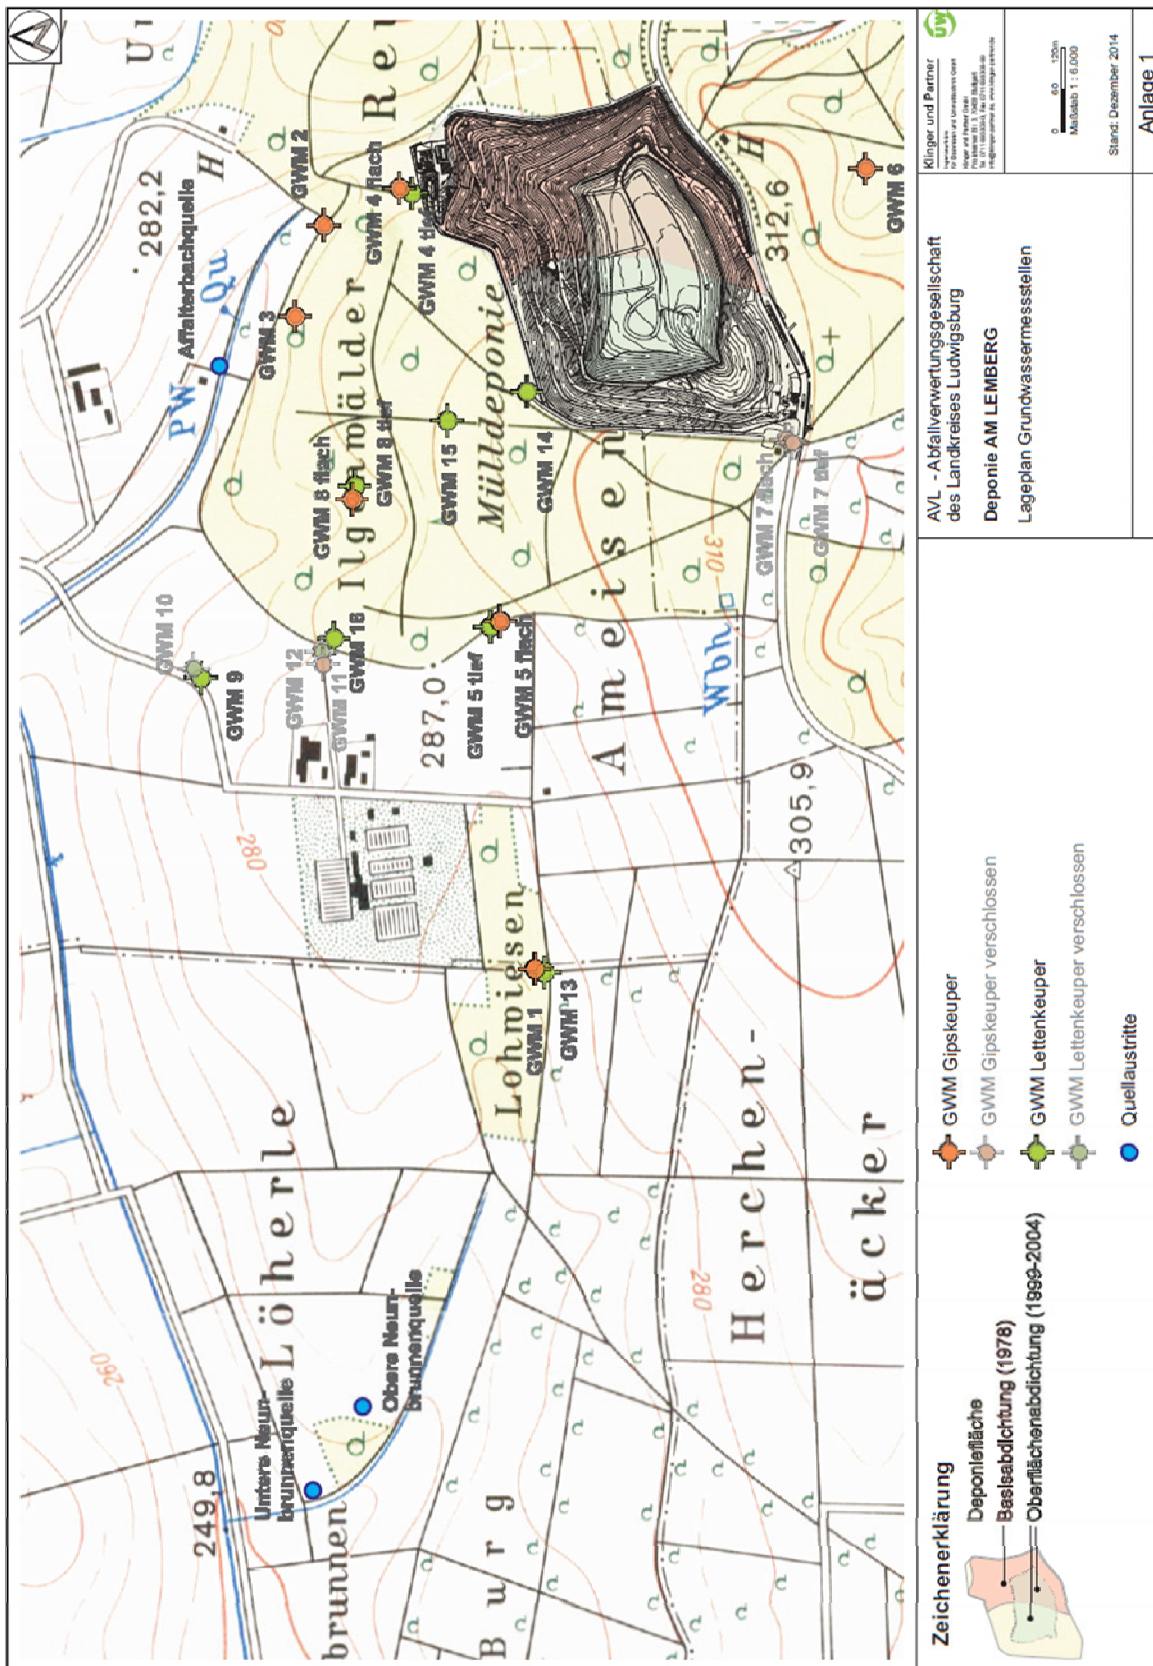 U
H
282,2
Affalterbachquelle
Qu
PW
GWM 2
R e u
GWM 4 flach
GWM 4 tief
GWM 3
I l g e n w ä l d e r
Mülldeponie
GWM 8 flach
GWM 8 tief
GWM 15
GWM 14
H
312,6
GWM 6
GWM 7 flach
GWM 7 tief
A m e i s e n
310
Wbh
GWM 10
GWM 9
GWM 12
GWM 11
GWM 16
287,0
GWM 5 tief
GWM 5 flach
280
305,9
Lohwiesen
GWM 1
GWM 13
H e r c h e n -
ä c k e r
280
L ö h e r l e
260
249,8
Untere Neun-
brunnenquelle
Obere Neun-
brunnenquelle
brunnen
B u r g
Zeichenerklärung
Deponiefläche
Basisabdichtung (1978)
Oberflächenabdichtung (1999-2004)
GWM Gipskeuper
GWM Gipskeuper verschlossen
GWM Lettenkeuper
GWM Lettenkeuper verschlossen
Quellaustritte
AVL - Abfallverwertungsgesellschaft
des Landkreises Ludwigsburg
Deponie AM LEMBERG
Lageplan Grundwassermessstellen
Klinger und Partner
UW
0 60 120m
Maßstab 1 : 6.000
Stand: Dezember 2014
Anlage 1